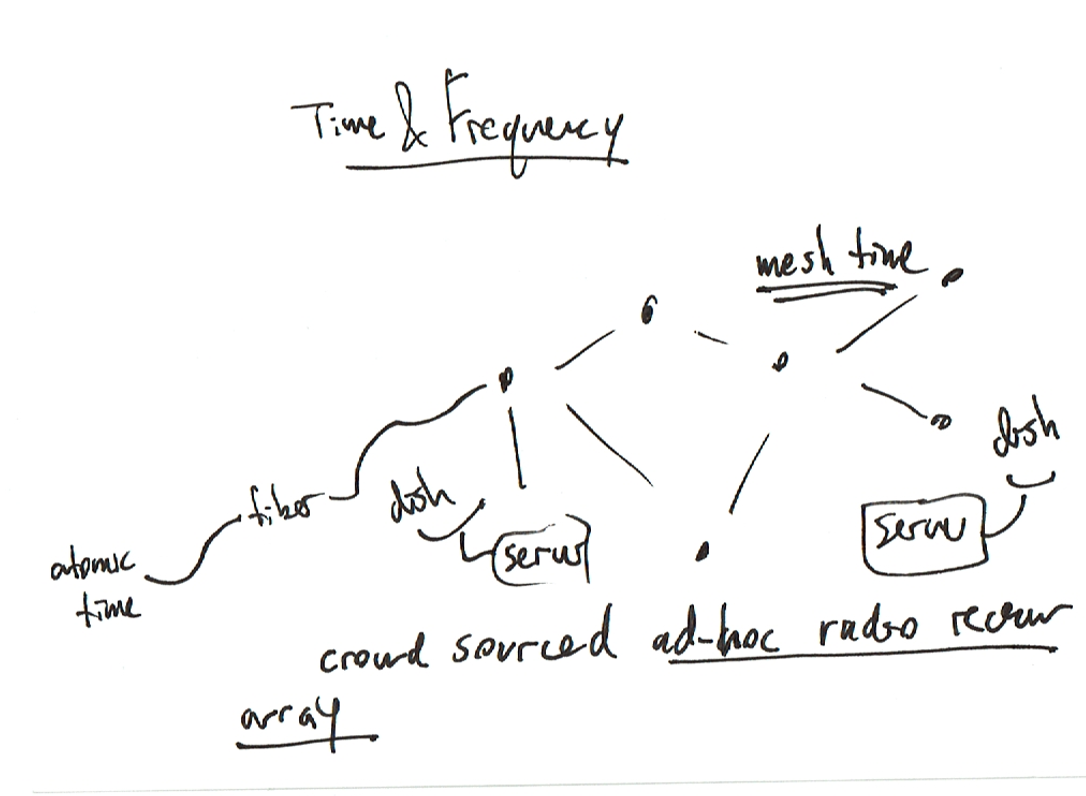 Time & Frequency
mesh time
dish
fiber
dish
server
server
atomic
time
crowd sourced ad-hoc radio receiver
array